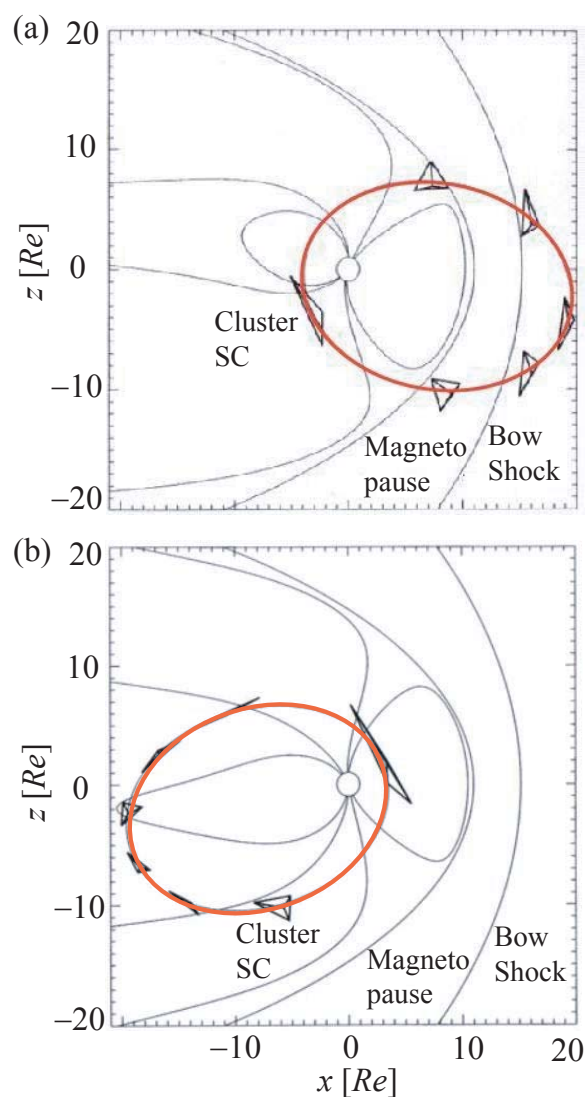 (a)
20
10
0
−10
−20
z [Re]
Cluster
SC
Magneto
pause
Bow
Shock
(b)
20
10
0
−10
−20
z [Re]
Cluster
SC
Magneto
pause
Bow
Shock
−10
0
10
20
x [Re]